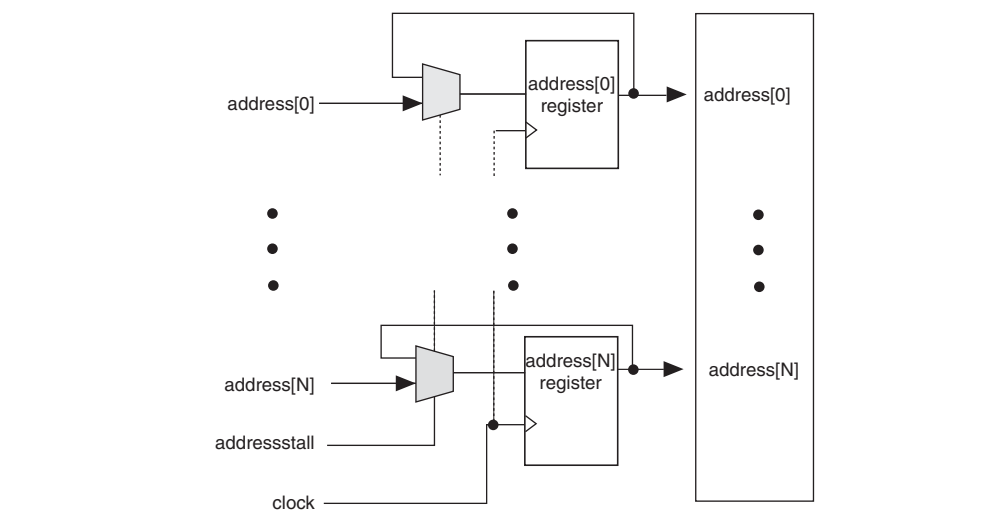 address[0]
address[0]
register
address[0]
address[N]
address[N]
register
address[N]
addressstall
clock